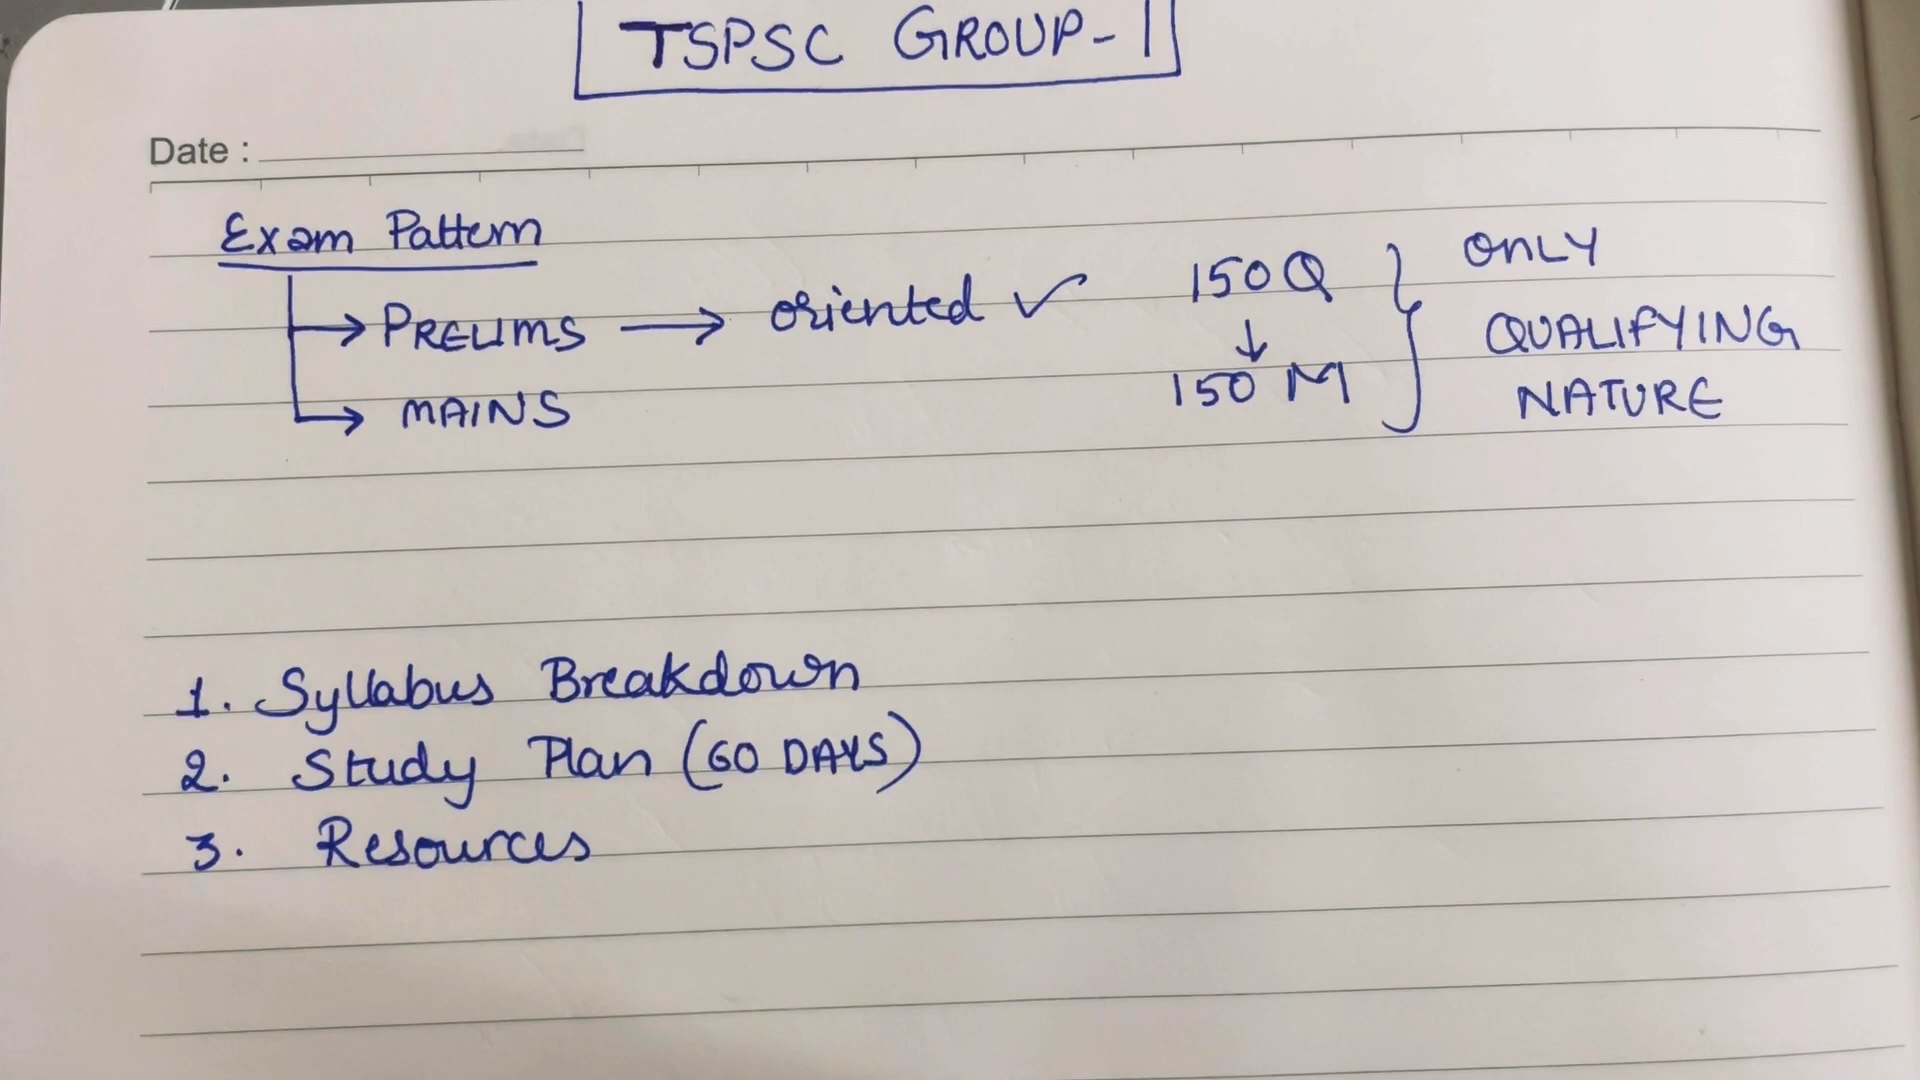 TSPSC GROUP-1
Date :
Exam Pattern
→ PRELIMS → oriented ✓ 150Q ONLY
↓ QUALIFYING
→ MAINS 150 M NATURE
1. Syllabus Breakdown
2. Study Plan (60 DAYS)
3. Resources